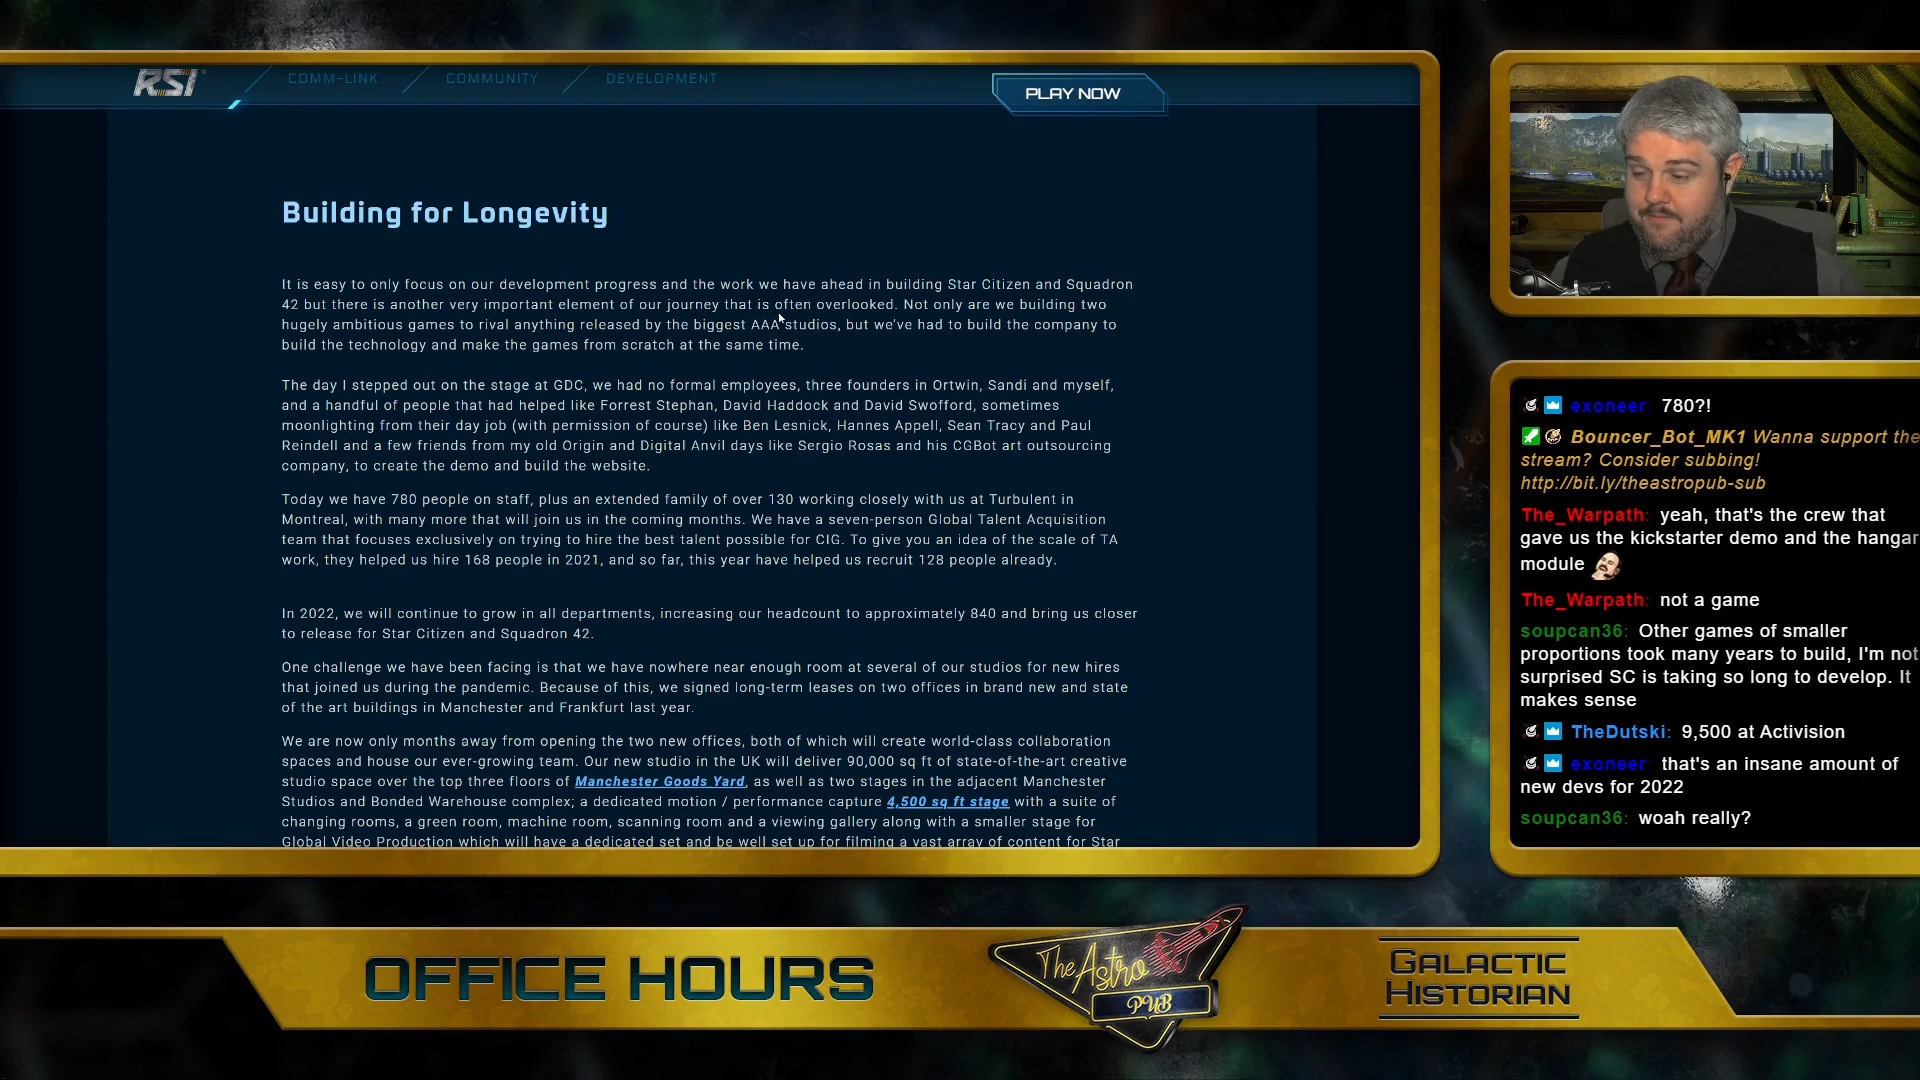 RSI
COMM-LINK
COMMUNITY
DEVELOPMENT
PLAY NOW
Building for Longevity
It is easy to only focus on our development progress and the work we have ahead in building Star Citizen and Squadron
42 but there is another very important element of our journey that is often overlooked. Not only are we building two
hugely ambitious games to rival anything released by the biggest AAA studios, but we've had to build the company to
build the technology and make the games from scratch at the same time.
The day I stepped out on the stage at GDC, we had no formal employees, three founders in Ortwin, Sandi and myself,
and a handful of people that had helped like Forrest Stephan, David Haddock and David Swofford, sometimes
moonlighting from their day job (with permission of course) like Ben Lesnick, Hannes Appell, Sean Tracy and Paul
Reindell and a few friends from my old Origin and Digital Anvil days like Sergio Rosas and his CGBot art outsourcing
company, to create the demo and build the website.
Today we have 780 people on staff, plus an extended family of over 130 working closely with us at Turbulent in
Montreal, with many more that will join us in the coming months. We have a seven-person Global Talent Acquisition
team that focuses exclusively on trying to hire the best talent possible for CIG. To give you an idea of the scale of TA
work, they helped us hire 168 people in 2021, and so far, this year have helped us recruit 128 people already.
In 2022, we will continue to grow in all departments, increasing our headcount to approximately 840 and bring us closer
to release for Star Citizen and Squadron 42.
One challenge we have been facing is that we have nowhere near enough room at several of our studios for new hires
that joined us during the pandemic. Because of this, we signed long-term leases on two offices in brand new and state
of the art buildings in Manchester and Frankfurt last year.
We are now only months away from opening the two new offices, both of which will create world-class collaboration
spaces and house our ever-growing team. Our new studio in the UK will deliver 90,000 sq ft of state-of-the-art creative
studio space over the top three floors of Manchester Goods Yard, as well as two stages in the adjacent Manchester
Studios and Bonded Warehouse complex; a dedicated motion / performance capture 4,500 sq ft stage with a suite of
changing rooms, a green room, machine room, scanning room and a viewing gallery along with a smaller stage for
Global Video Production which will have a dedicated set and be well set up for filming a vast array of content for Star
exoneer: 780?!
Bouncer_Bot_MK1 Wanna support the
stream? Consider subbing!
http://bit.ly/theastropub-sub
The_Warpath: yeah, that's the crew that
gave us the kickstarter demo and the hangar
module
The_Warpath: not a game
soupcan36: Other games of smaller
proportions took many years to build, I'm not
surprised SC is taking so long to develop. It
makes sense
TheDutski: 9,500 at Activision
exoneer: that's an insane amount of
new devs for 2022
soupcan36: woah really?
OFFICE HOURS
The Astro
PUB
GALACTIC
HISTORIAN